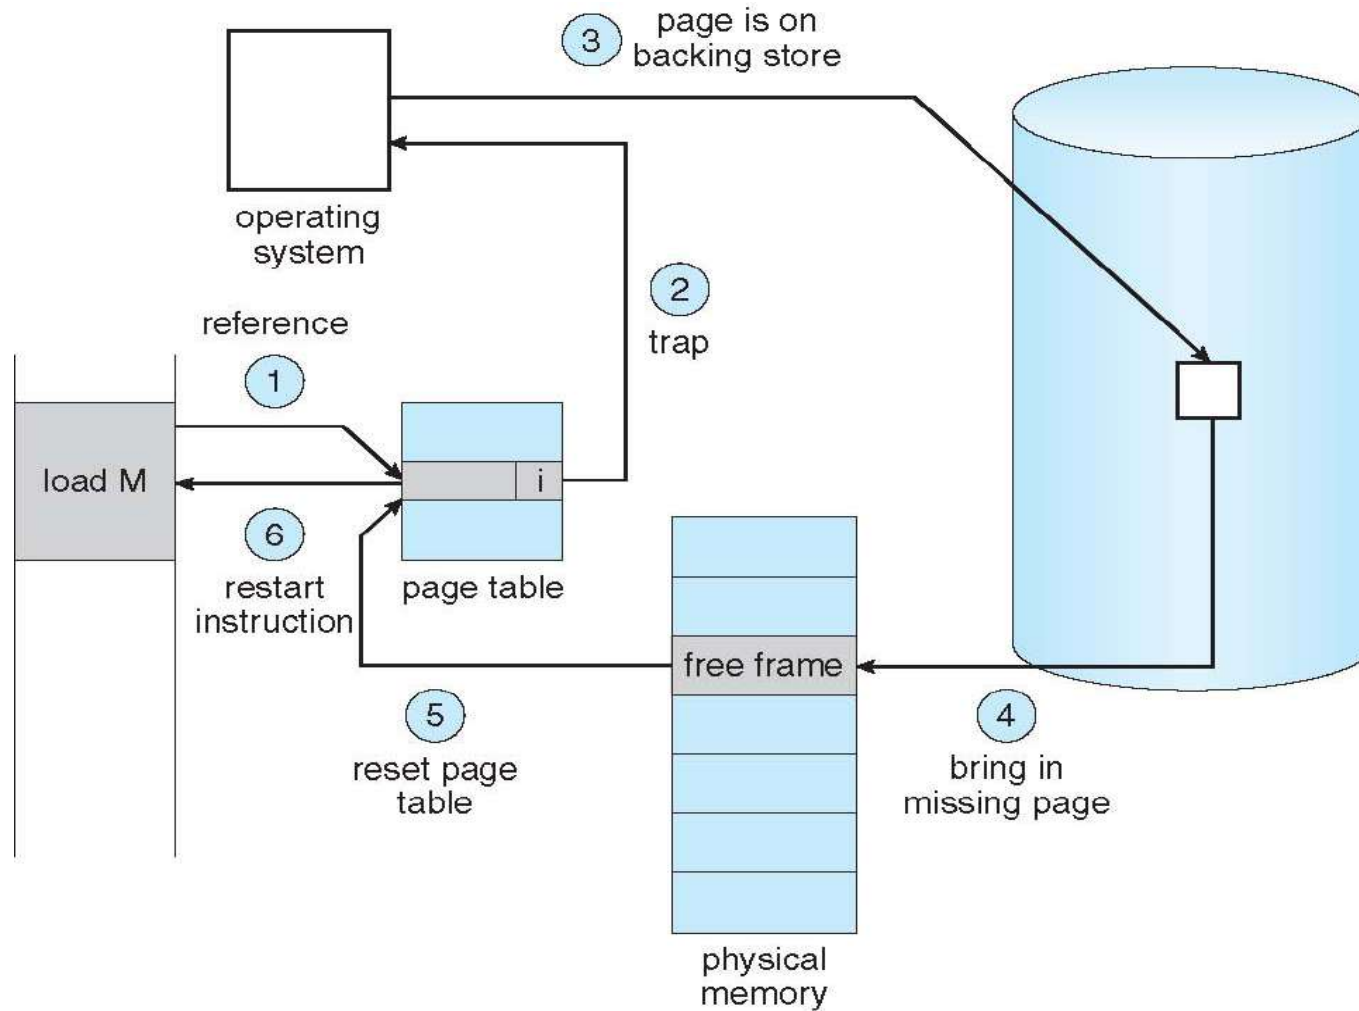 3
page is on
backing store
operating
system
2
trap
reference
1
load M
i
6
restart
instruction
page table
free frame
5
reset page
table
4
bring in
missing page
physical
memory